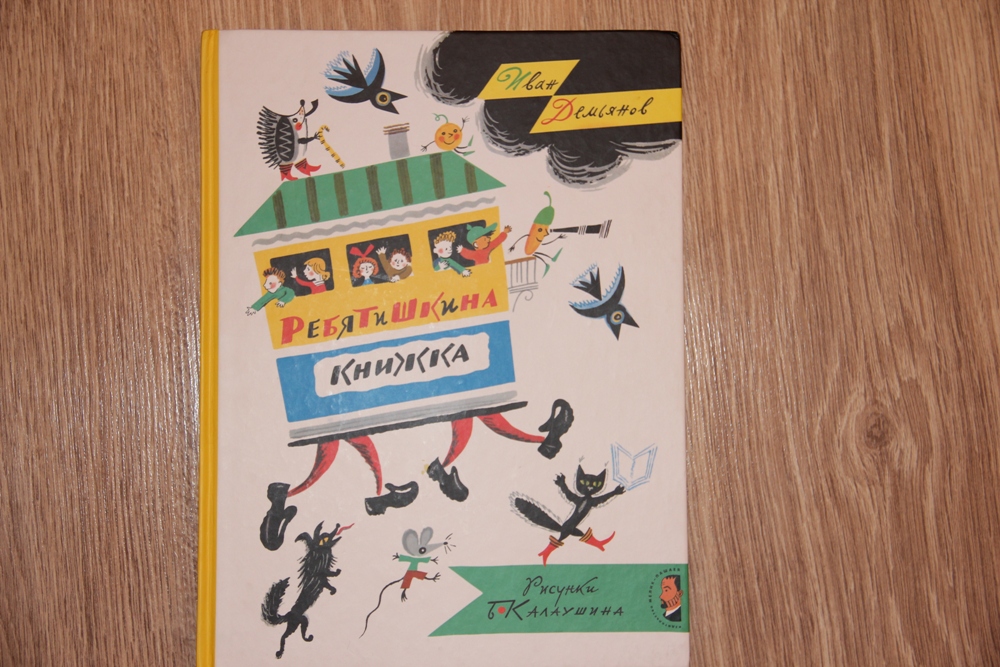 Иван
Демьянов
РЕБЯТИШКИНА
КНИЖКА
Рисунки
Б. КАЛАУШИНА